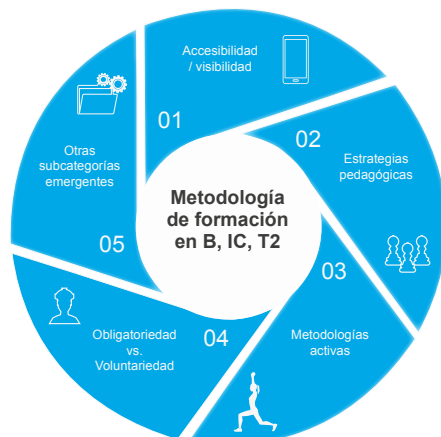 Accesibilidad
/ visibilidad
01
02
Estrategias
pedagógicas
03
Metodologías
activas
04
Obligatoriedad
vs.
Voluntariedad
05
Otras
subcategorías
emergentes
Metodología
de formación
en B, IC, T2